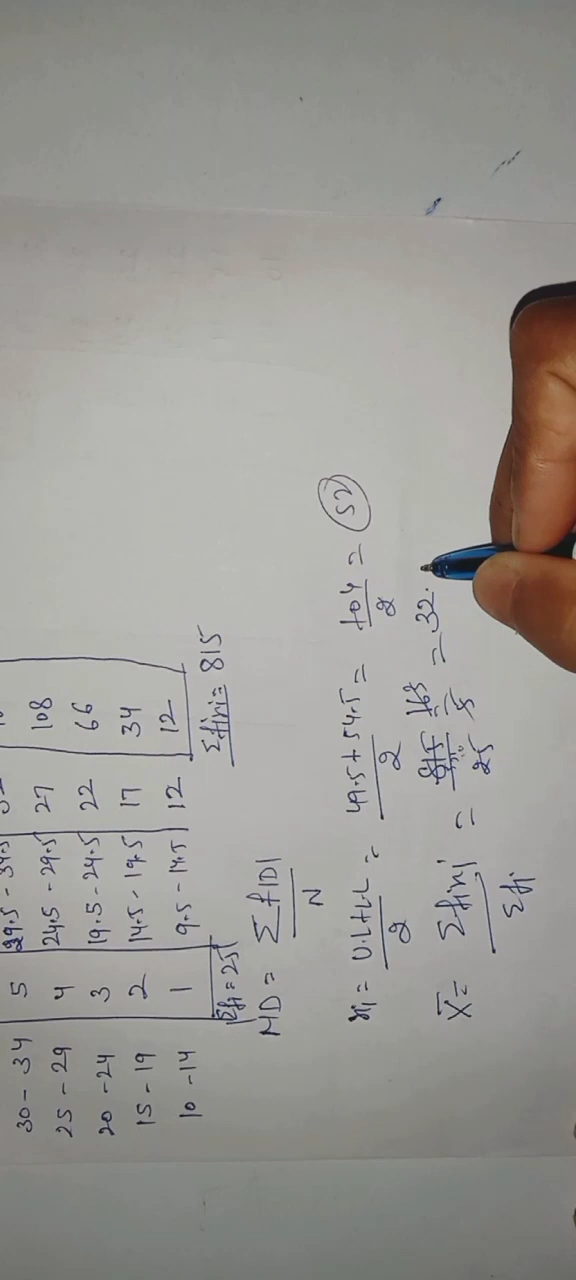 30 - 34 5 29.5 - 34.5
25 - 29 4 24.5 - 29.5 27 108
20 - 24 3 19.5 - 24.5 22 66
15 - 19 2 14.5 - 19.5 17 34
10 - 14 1 9.5 - 14.5 12 12
Σfi = 25 Σfixi = 815
MD = Σf|D| / N
xi = U.L+L.L / 2 = 49.5 + 54.5 / 2 = 104 / 2 = 52
X̄ = Σfixi / Σfi = 815 / 25 163 / 5 = 32.